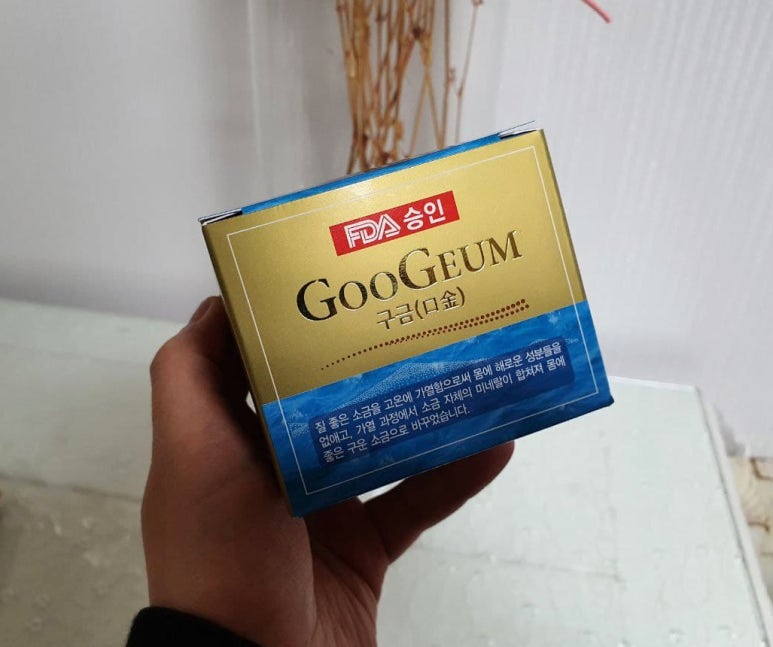 FDA 승인
GOOGEUM
구금(口金)
질 좋은 소금을 고온에 가열함으로써 몸에 해로운 성분들을
없애고, 가열 과정에서 소금 자체의 미네랄이 합쳐져 몸에
좋은 구운 소금으로 바꾸었습니다.